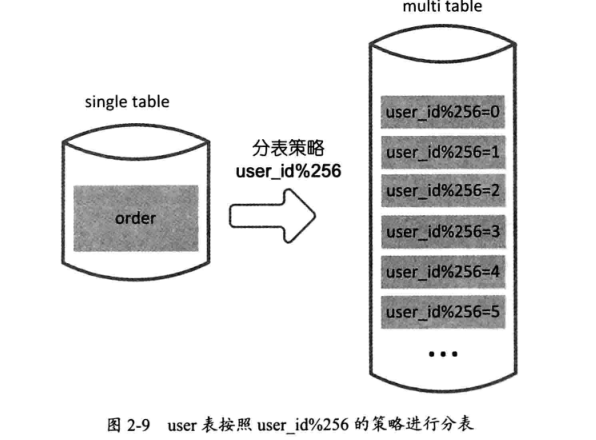 single table
order
分表策略
user_id%256
multi table
user_id%256=0
user_id%256=1
user_id%256=2
user_id%256=3
user_id%256=4
user_id%256=5
...
图 2-9 user 表按照 user_id%256 的策略进行分表